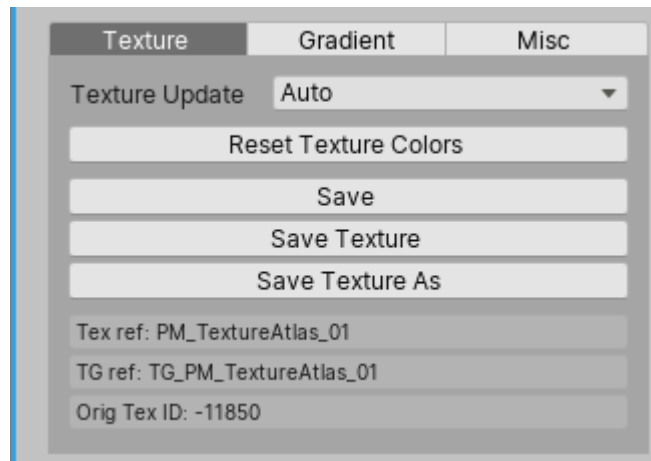 Texture Gradient Misc
Texture Update Auto
Reset Texture Colors
Save
Save Texture
Save Texture As
Tex ref: PM_TextureAtlas_01
TG ref: TG_PM_TextureAtlas_01
Orig Tex ID: -11850